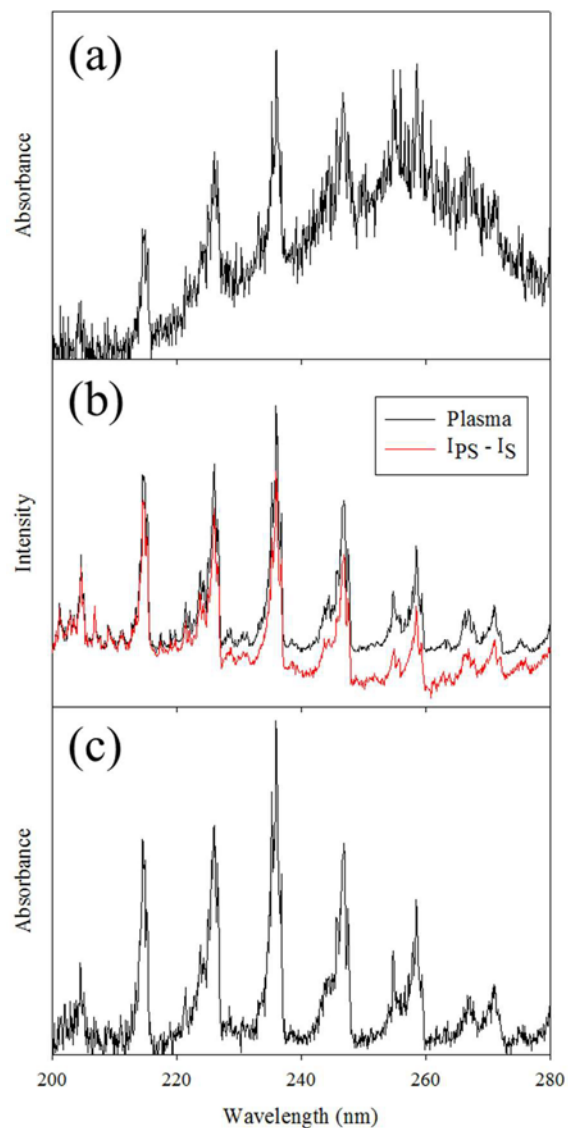 (a)
Absorbance
(b)
Plasma
IPS - IS
Intensity
(c)
Absorbance
200 220 240 260 280
Wavelength (nm)